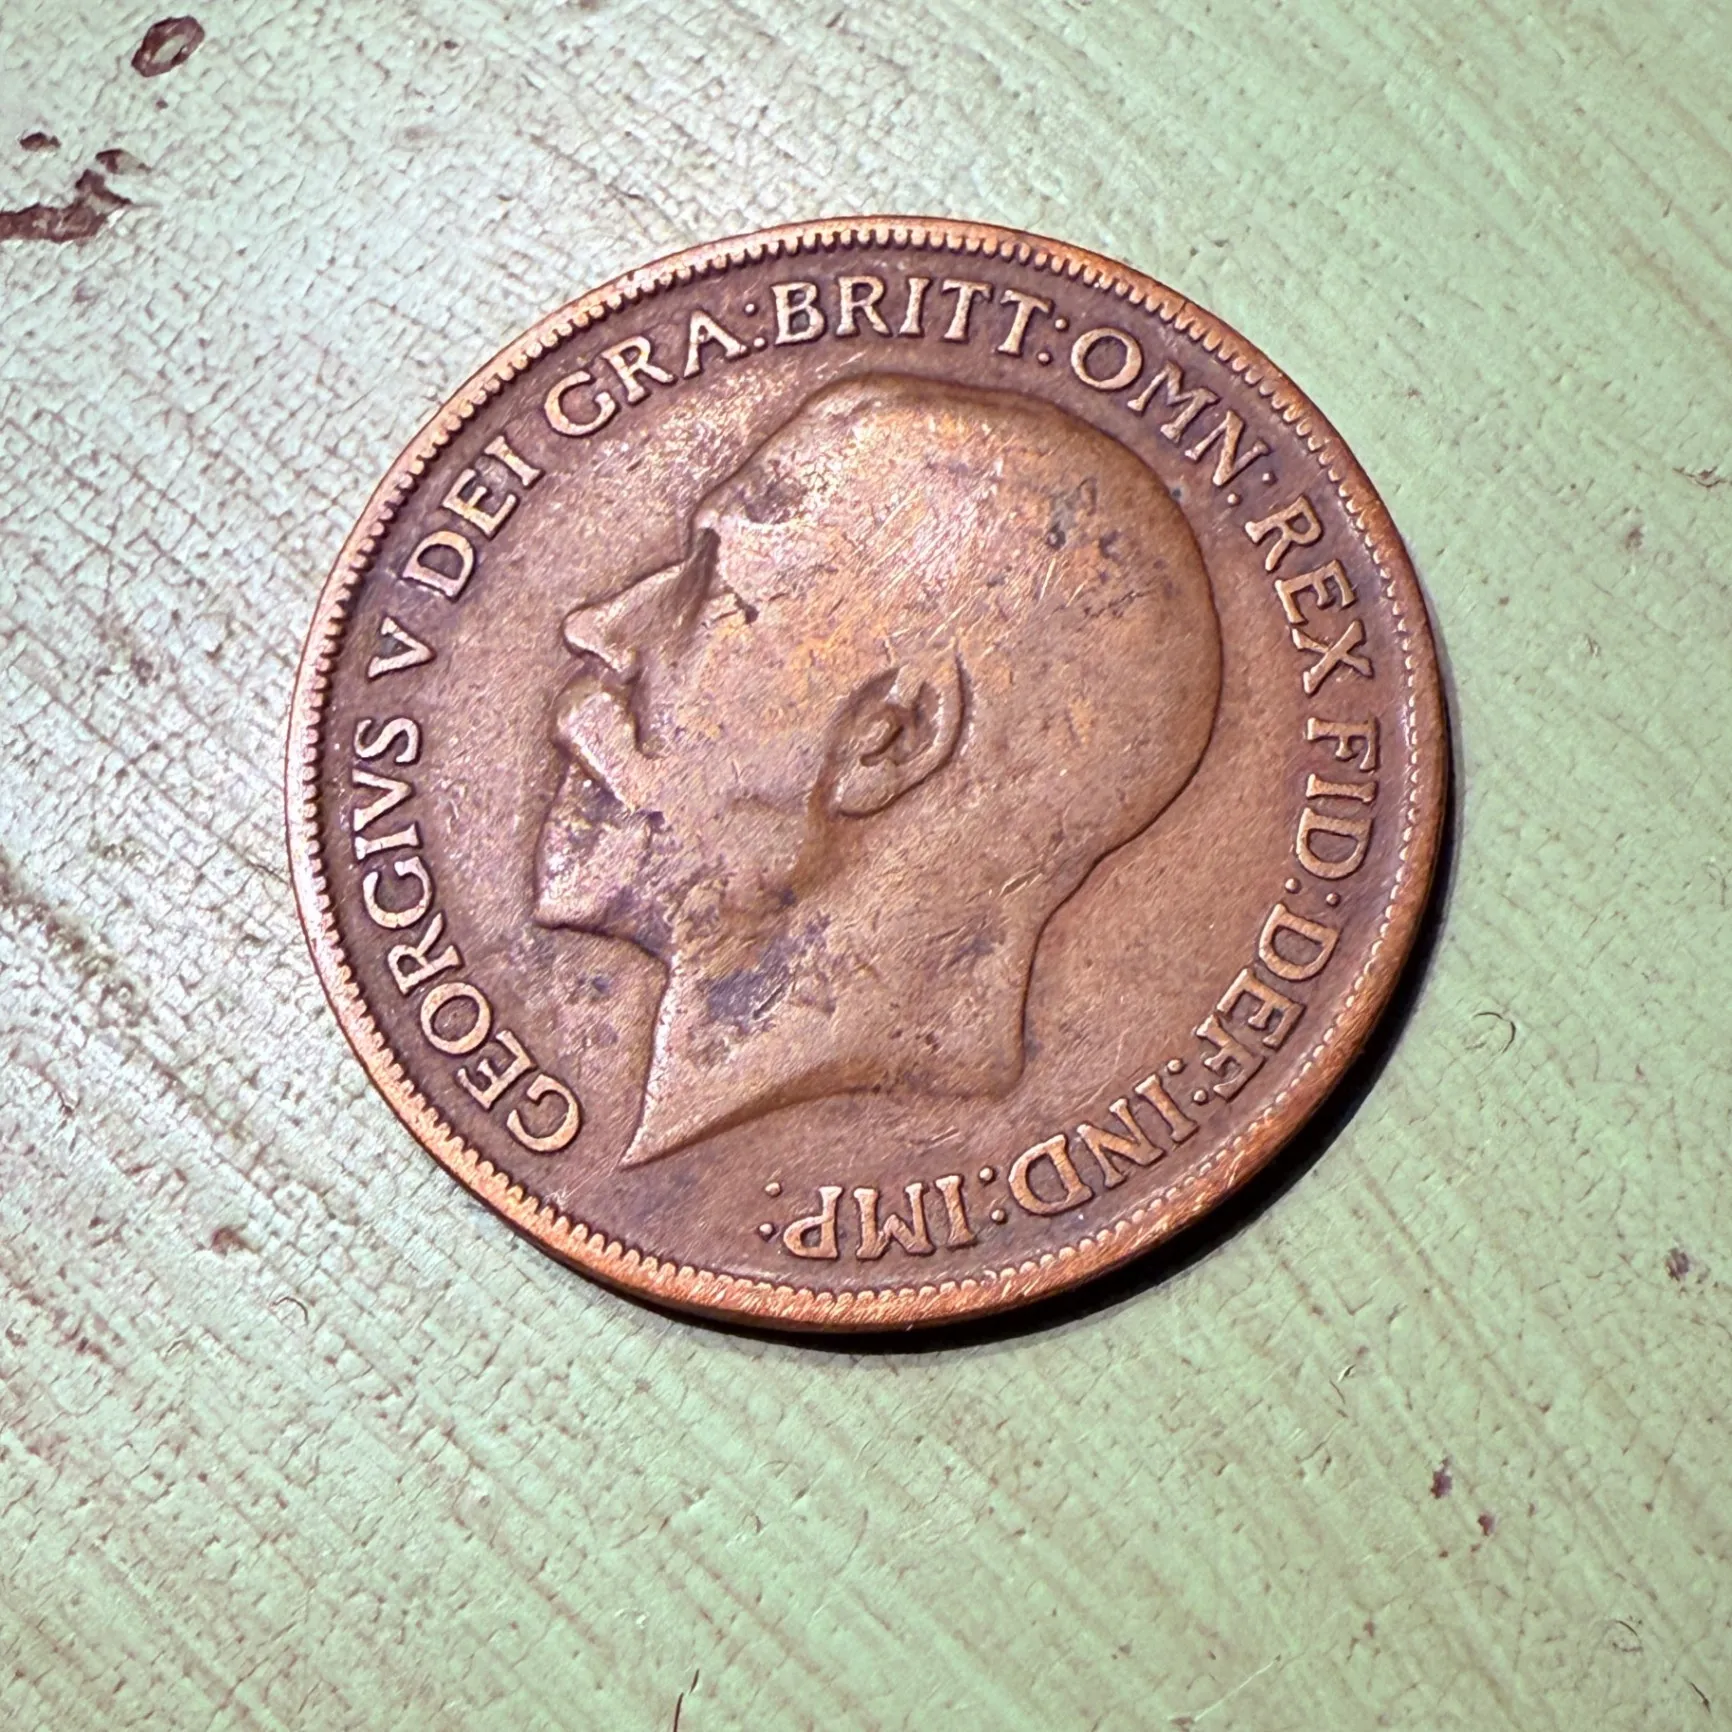 GEORGIVS V DEI GRA:BRITT:OMN:REX FID:DEF:IND:IMP: